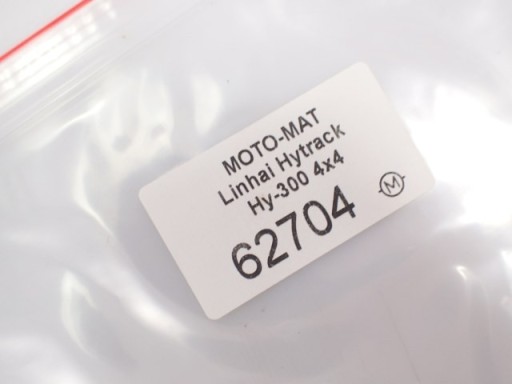 MOTO-MAT
Linhai Hytrack
Hy-300 4x4
62704
M